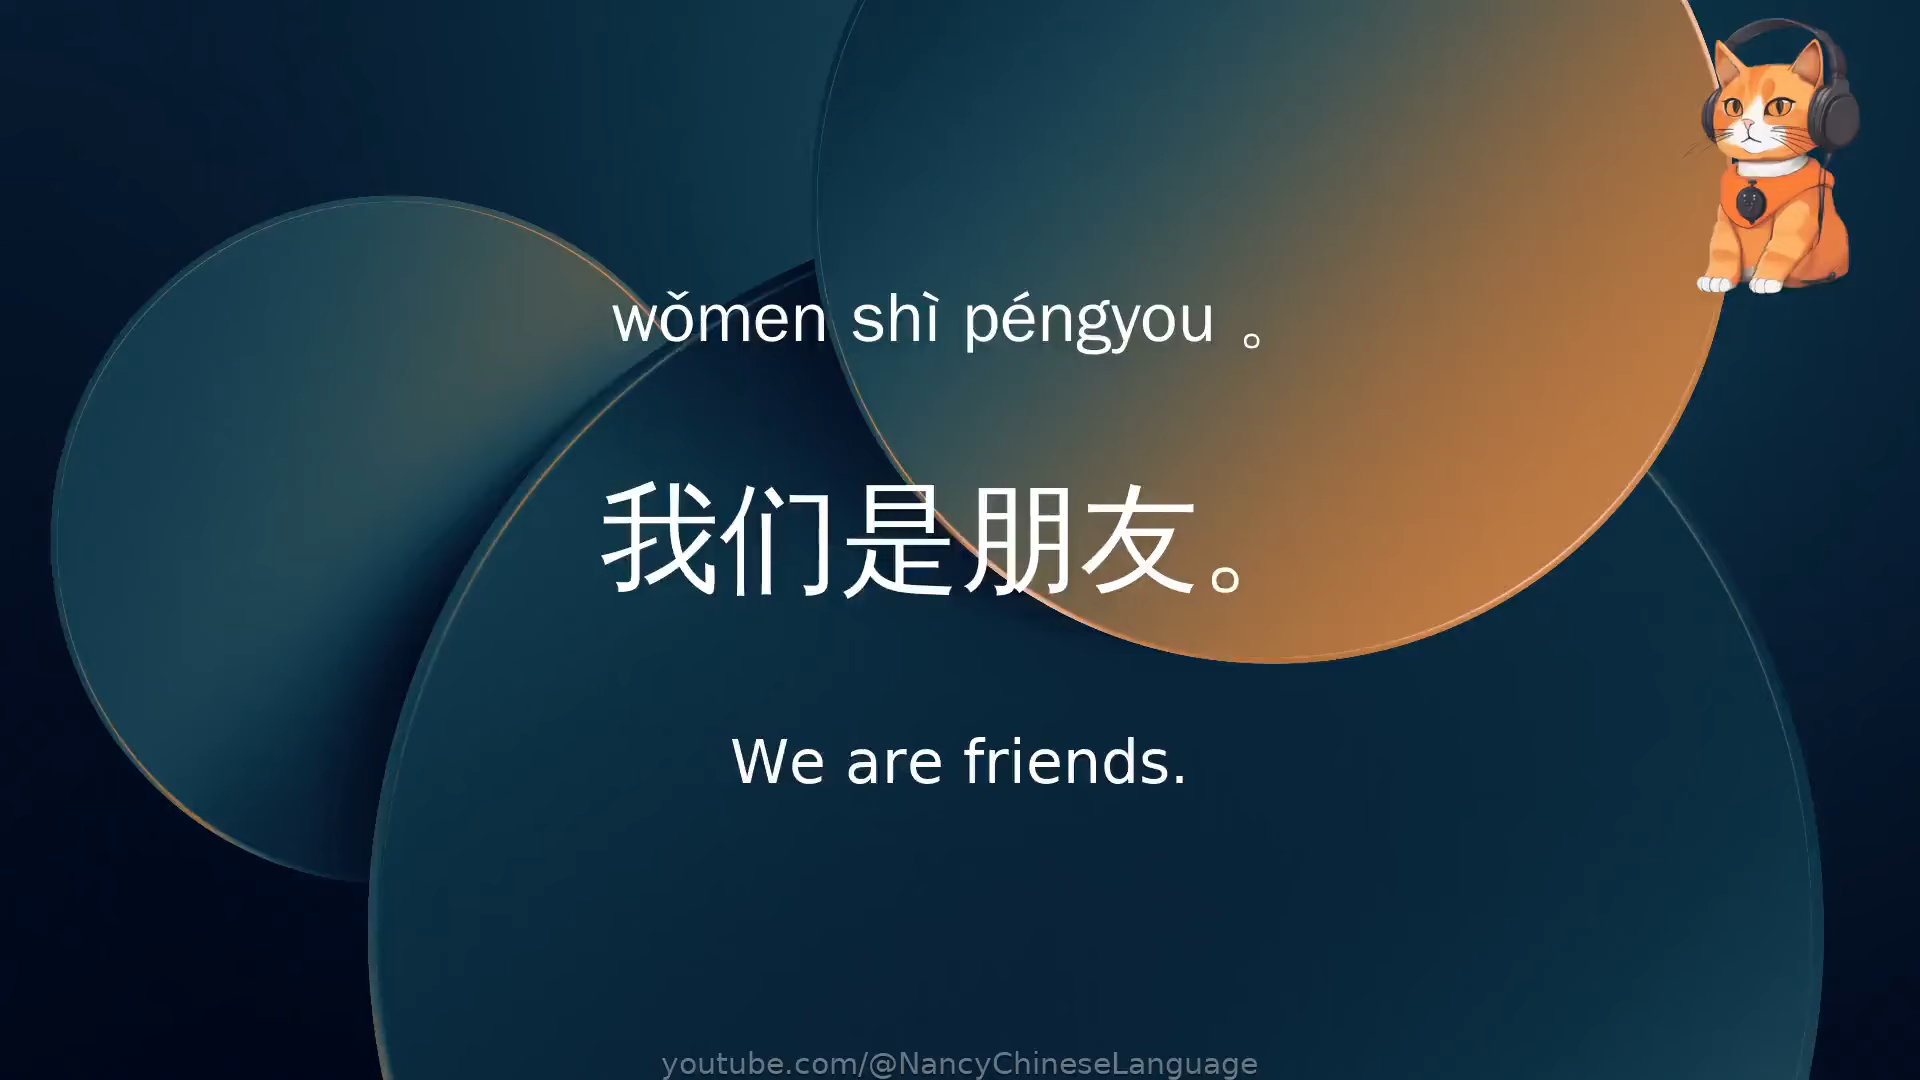 wǒmen shì péngyou 。
我们是朋友。
We are friends.
youtube.com/@NancyChineseLanguage